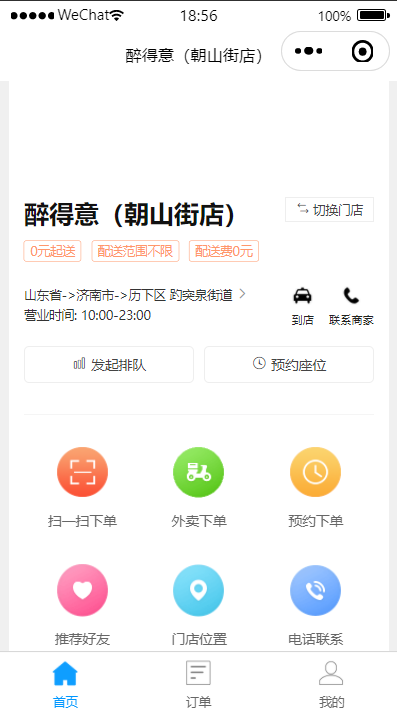 WeChat 18:56 100%
醉得意（朝山街店）
醉得意（朝山街店）
切换门店
0元起送 配送范围不限 配送费0元
山东省->济南市->历下区 趵突泉街道
营业时间: 10:00-23:00
到店 联系商家
发起排队 预约座位
扫一扫下单 外卖下单 预约下单
推荐好友 门店位置 电话联系
首页 订单 我的